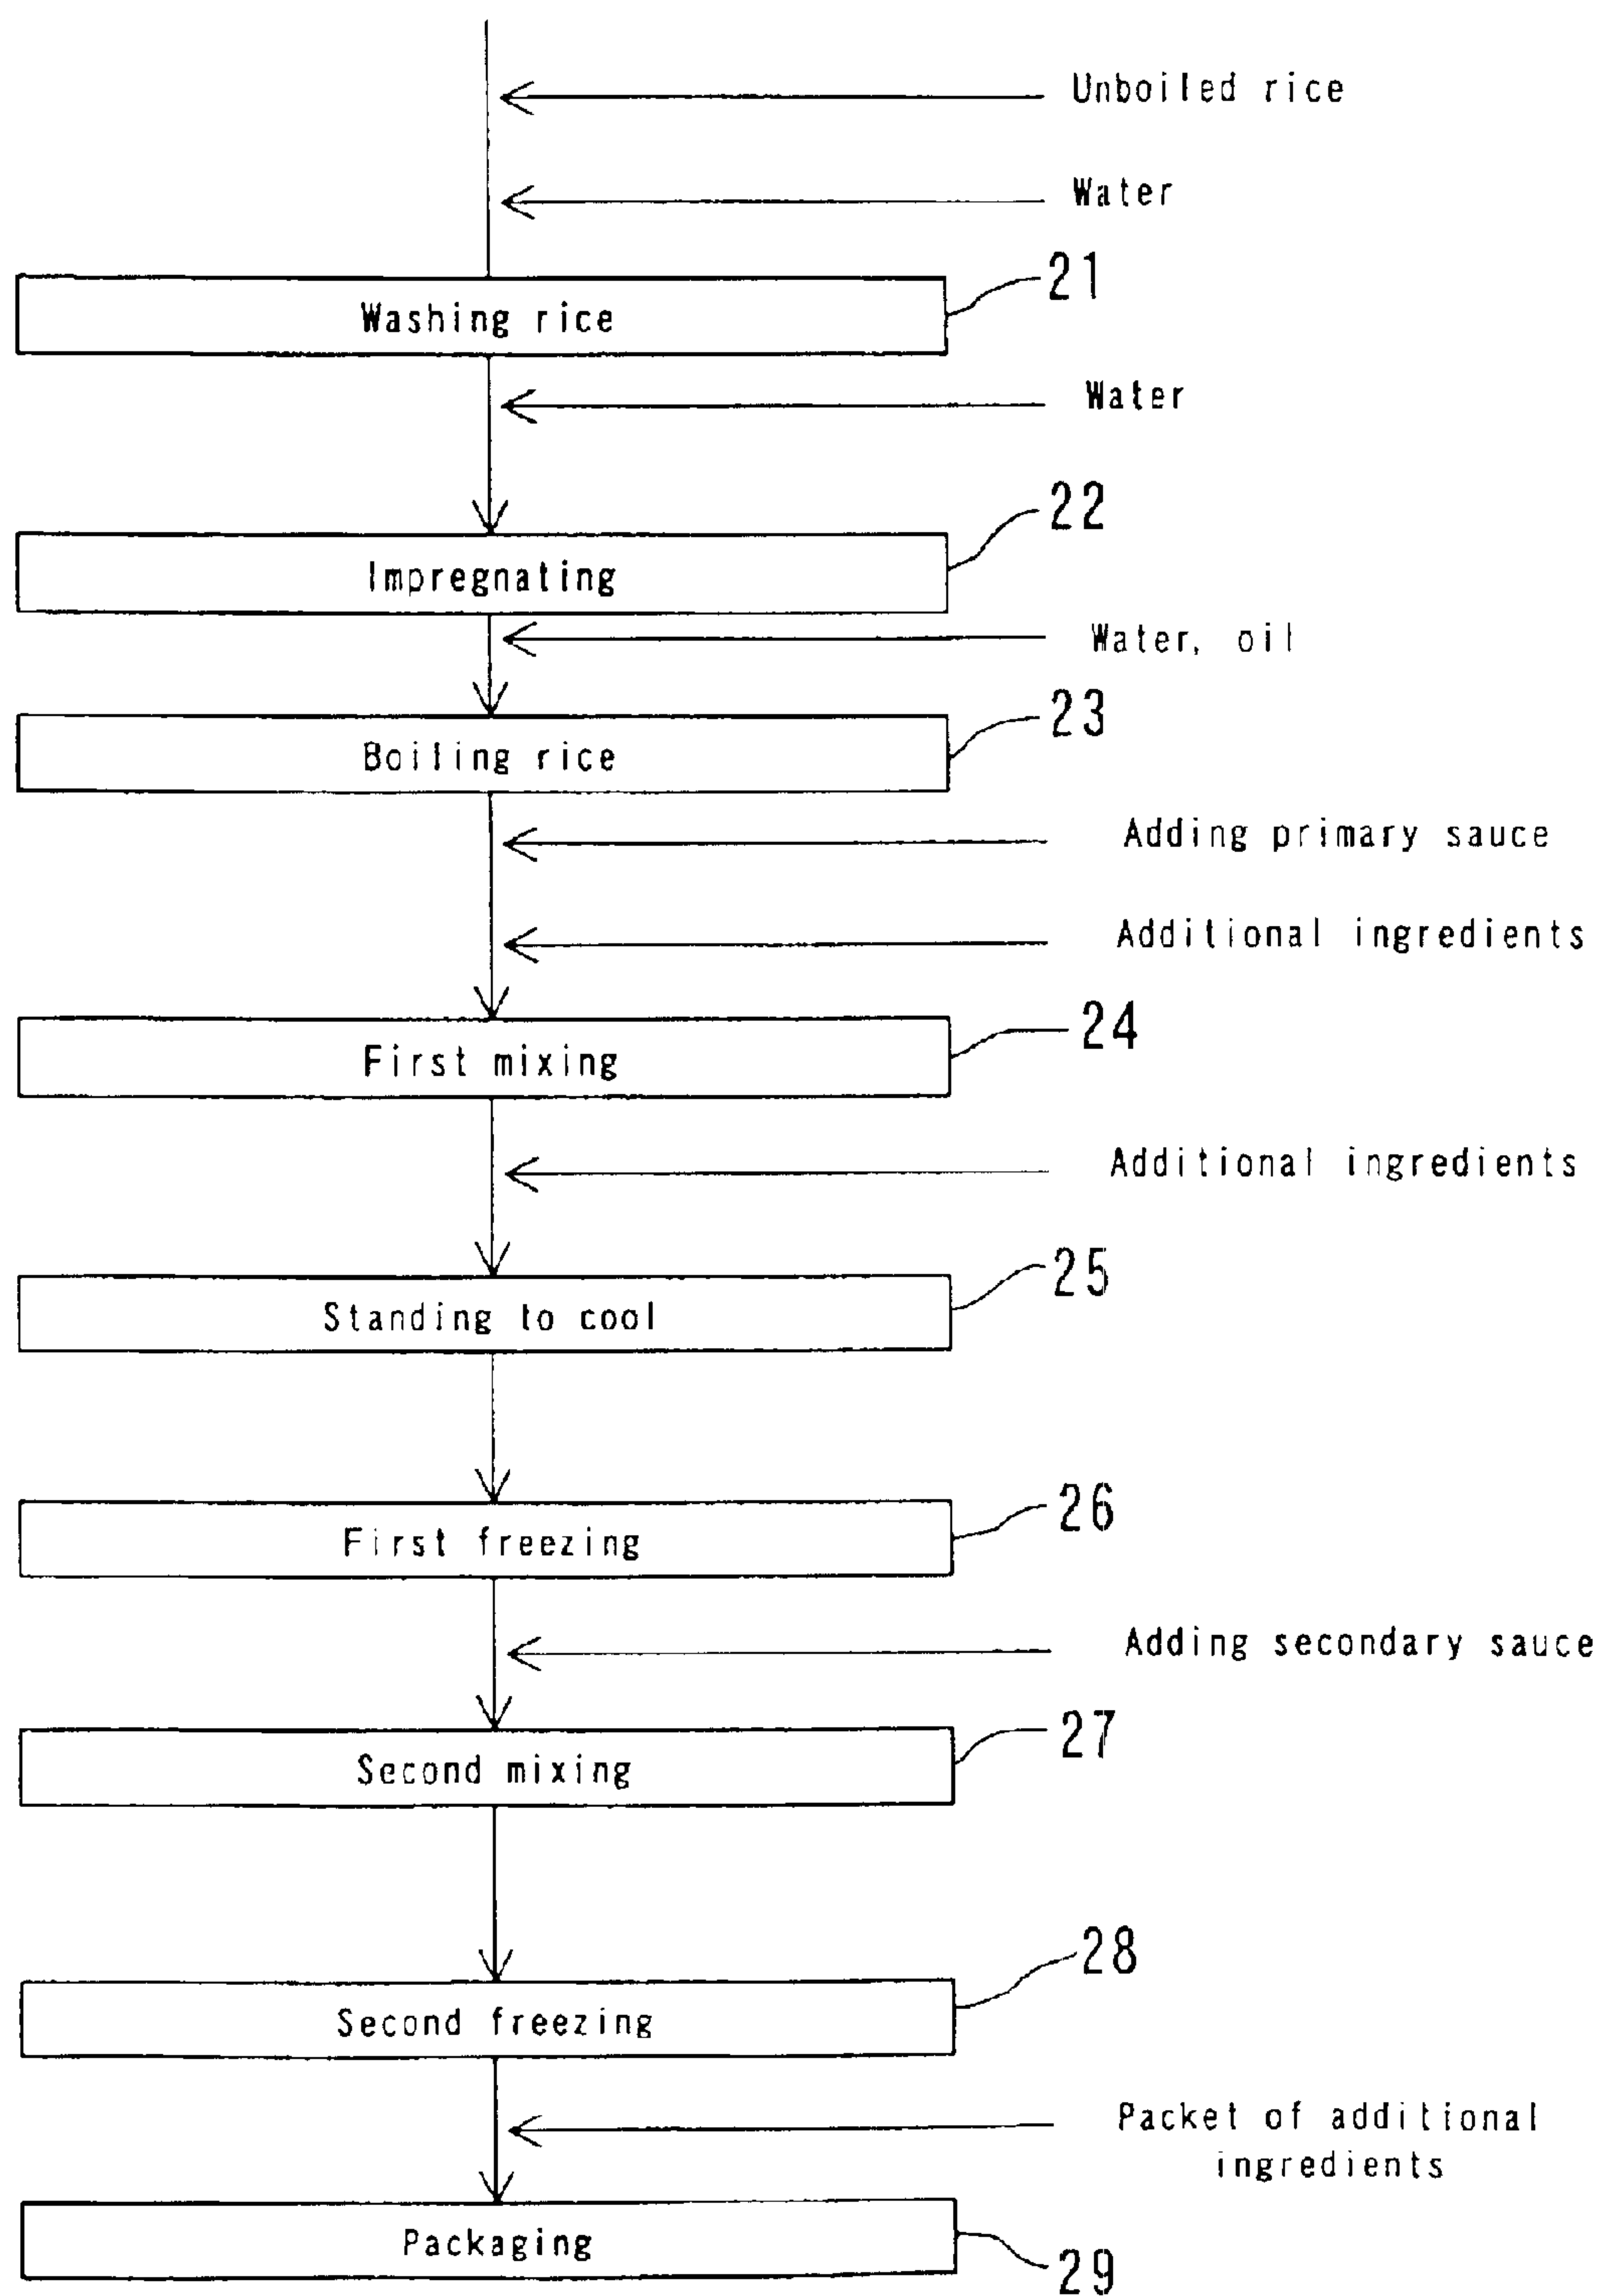 Unboiled rice
Water
21
Washing rice
Water
22
Impregnating
Water, oil
23
Boiling rice
Adding primary sauce
Additional ingredients
24
First mixing
Additional ingredients
25
Standing to cool
26
First freezing
Adding secondary sauce
27
Second mixing
28
Second freezing
Packet of additional
ingredients
Packaging
29